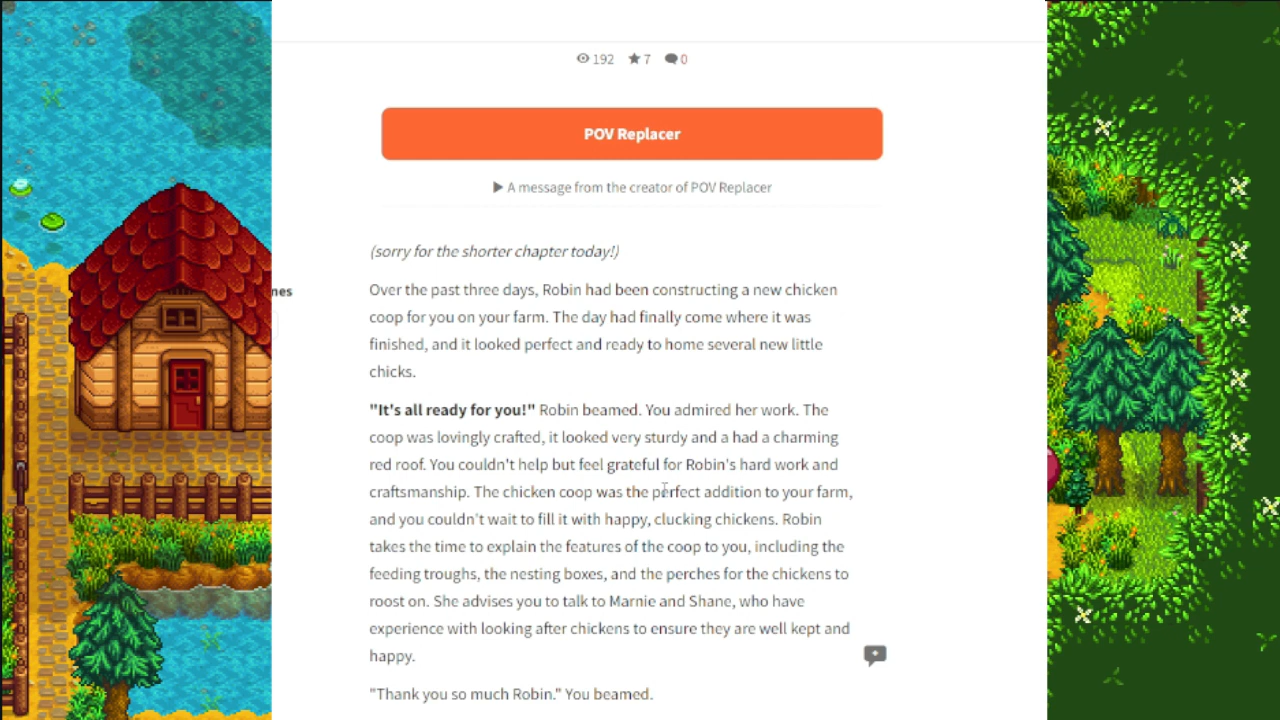 192 7 0
POV Replacer
▶ A message from the creator of POV Replacer
(sorry for the shorter chapter today!)
nes
Over the past three days, Robin had been constructing a new chicken
coop for you on your farm. The day had finally come where it was
finished, and it looked perfect and ready to home several new little
chicks.
"It's all ready for you!" Robin beamed. You admired her work. The
coop was lovingly crafted, it looked very sturdy and a had a charming
red roof. You couldn't help but feel grateful for Robin's hard work and
craftsmanship. The chicken coop was the perfect addition to your farm,
and you couldn't wait to fill it with happy, clucking chickens. Robin
takes the time to explain the features of the coop to you, including the
feeding troughs, the nesting boxes, and the perches for the chickens to
roost on. She advises you to talk to Marnie and Shane, who have
experience with looking after chickens to ensure they are well kept and
happy.
"Thank you so much Robin." You beamed.